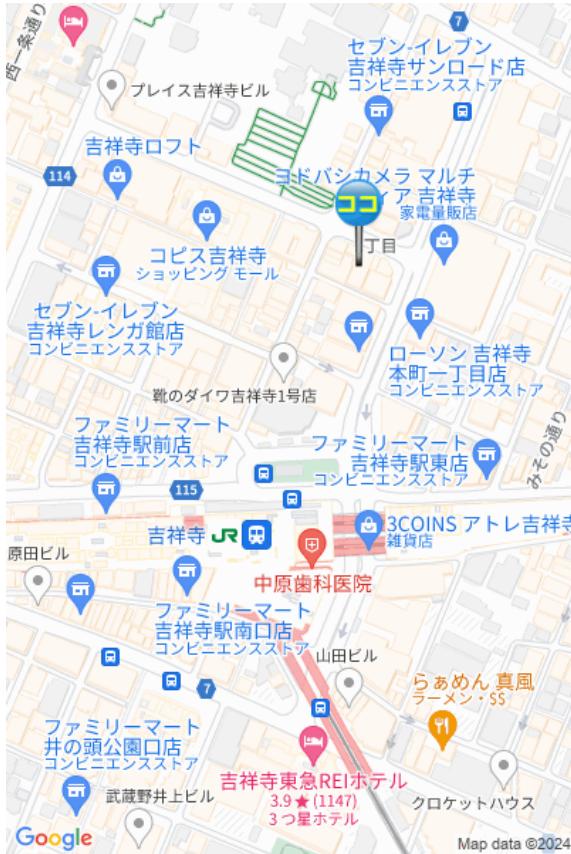 西一条通り
7
セブン-イレブン
吉祥寺サンロード店
コンビニエンスストア
プレイス吉祥寺ビル
吉祥寺ロフト
114
ヨドバシカメラ マルチ
ィア 吉祥寺
家電量販店
ココ
丁目
コピス吉祥寺
ショッピング モール
セブン-イレブン
吉祥寺レンガ館店
コンビニエンスストア
ローソン 吉祥寺
本町一丁目店
コンビニエンスストア
靴のダイワ吉祥寺1号店
ファミリーマート
吉祥寺駅前店
コンビニエンスストア
ファミリーマート
吉祥寺駅東店
コンビニエンスストア
みその通り
115
吉祥寺 JR
3COINS アトレ吉祥寺
雑貨店
原田ビル
中原歯科医院
ファミリーマート
吉祥寺駅南口店
コンビニエンスストア
山田ビル
7
らぁめん 真風
ラーメン・$$
ファミリーマート
井の頭公園口店
コンビニエンスストア
吉祥寺東急REIホテル
3.9★(1147)
3 つ星ホテル
武蔵野井上ビル
クロケットハウス
Google
Map data ©2024